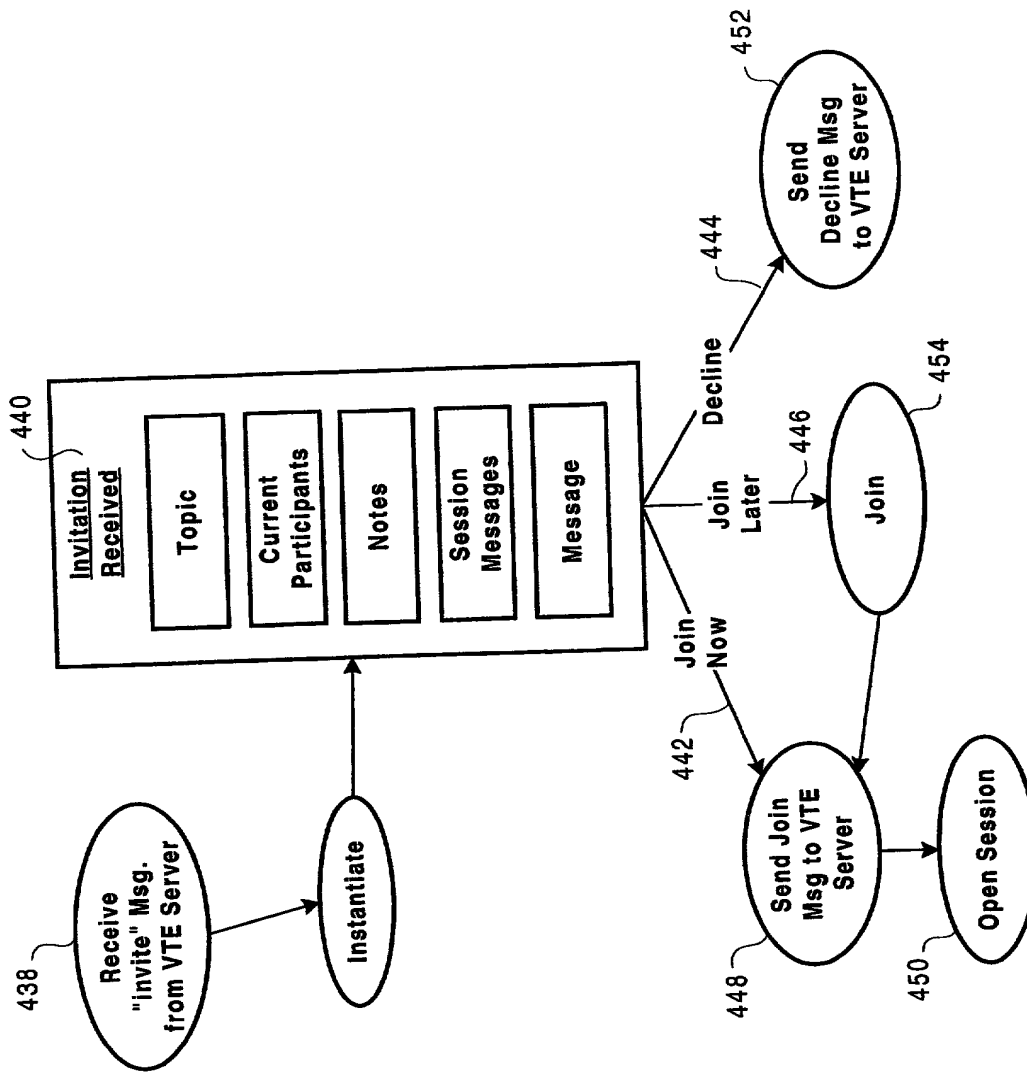 438
Receive
"invite" Msg.
from VTE Server
Instantiate
440
Invitation
Received
Topic
Current
Participants
Notes
Session
Messages
Message
Join
Now
442
Join
Later
446
Decline
444
448
Send Join
Msg to VTE
Server
450
Open Session
Join
454
Send
Decline Msg
to VTE Server
452